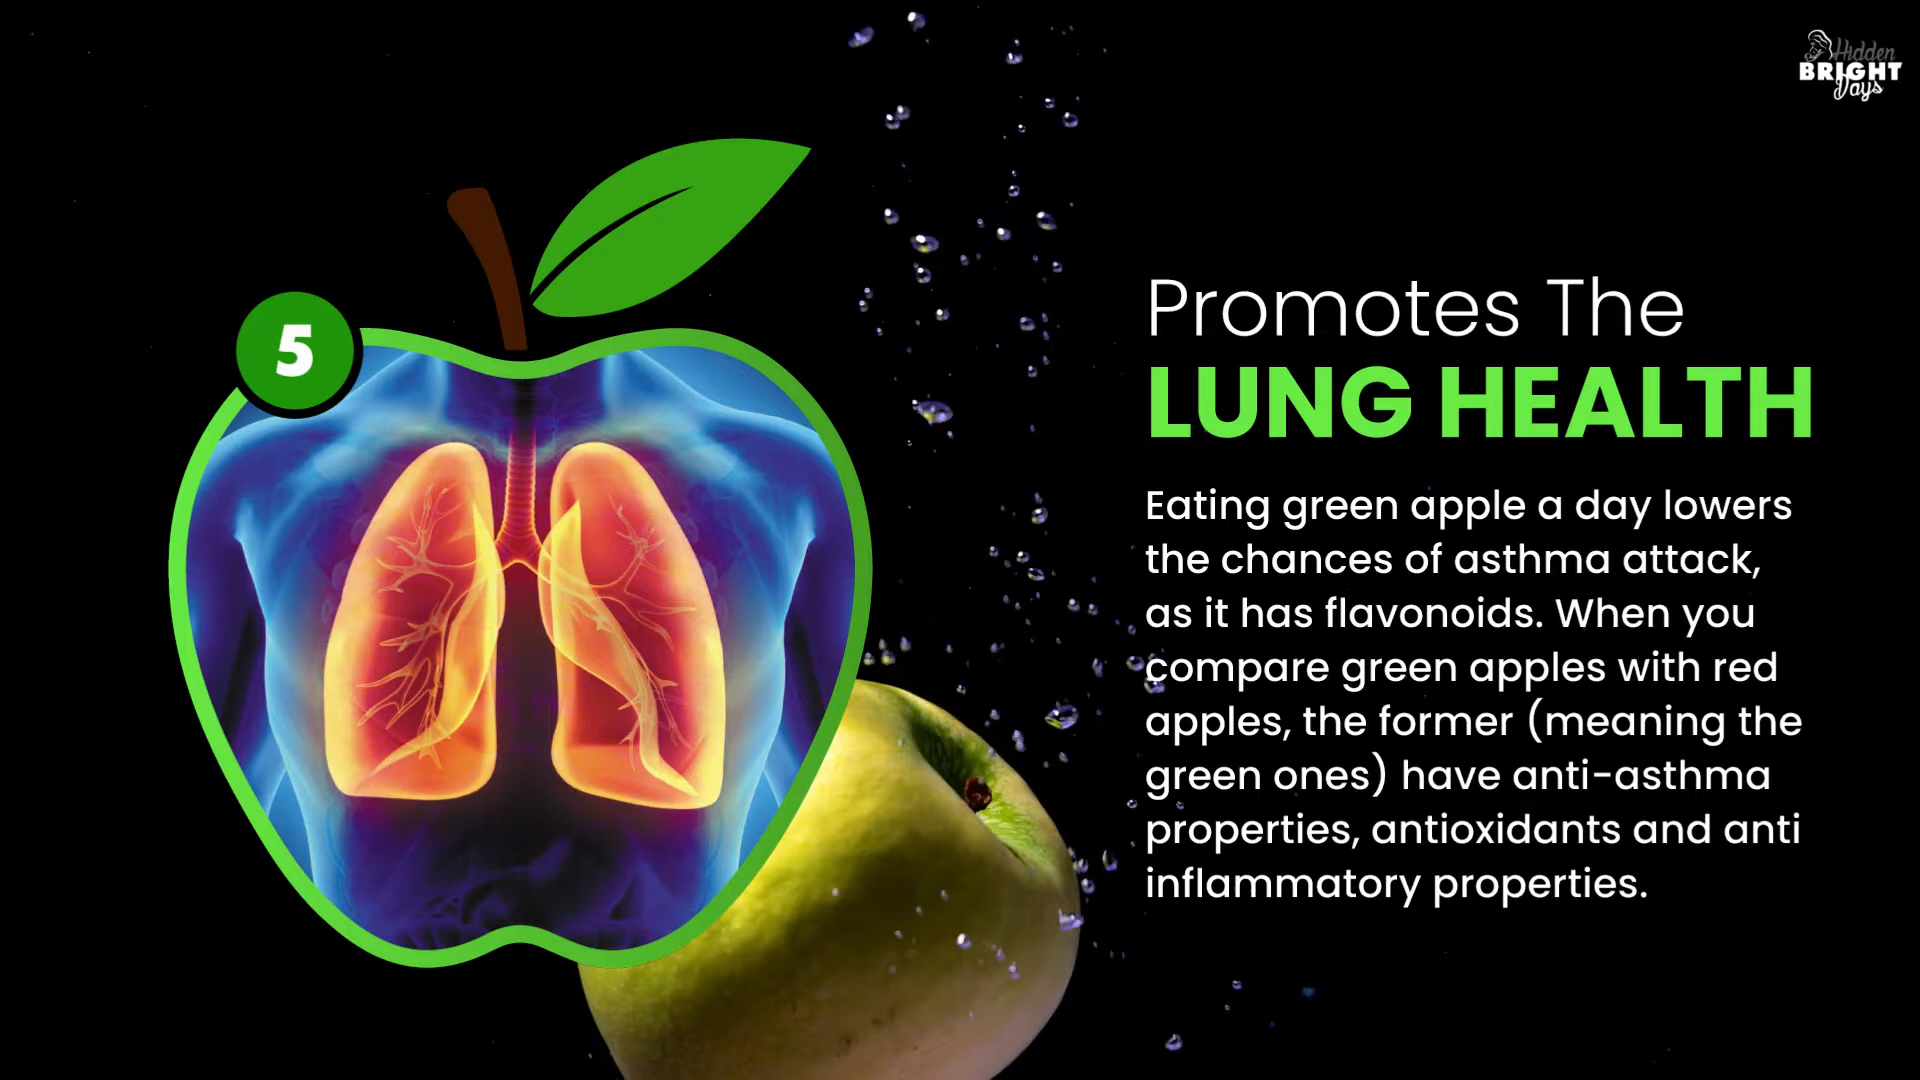 Hidden
BRIGHT
Days
5
Promotes The
LUNG HEALTH
Eating green apple a day lowers
the chances of asthma attack,
as it has flavonoids. When you
compare green apples with red
apples, the former (meaning the
green ones) have anti-asthma
properties, antioxidants and anti
inflammatory properties.